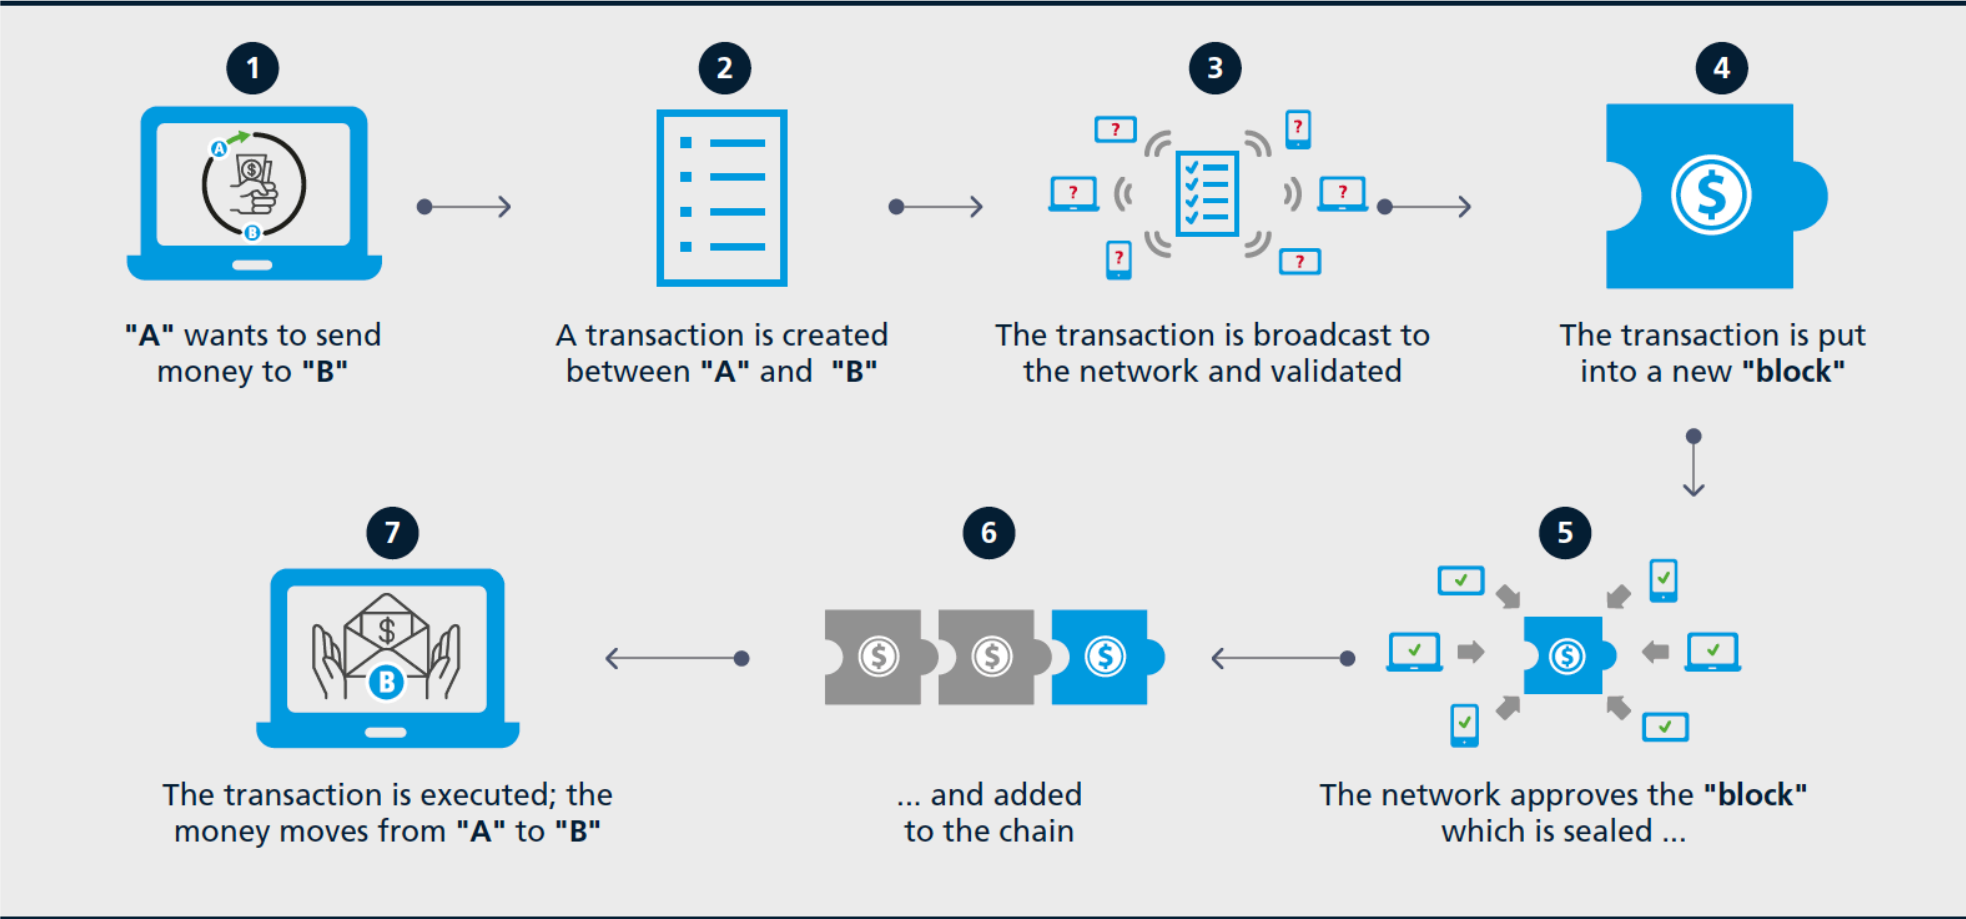 1
2
3
4
A
B
$
?
?
?
?
?
?
$
"A" wants to send
money to "B"
A transaction is created
between "A" and  "B"
The transaction is broadcast to
the network and validated
The transaction is put
into a new "block"
7
6
5
$
B
$
$
$
$
The transaction is executed; the
money moves from "A" to "B"
... and added
to the chain
The network approves the "block"
which is sealed ...